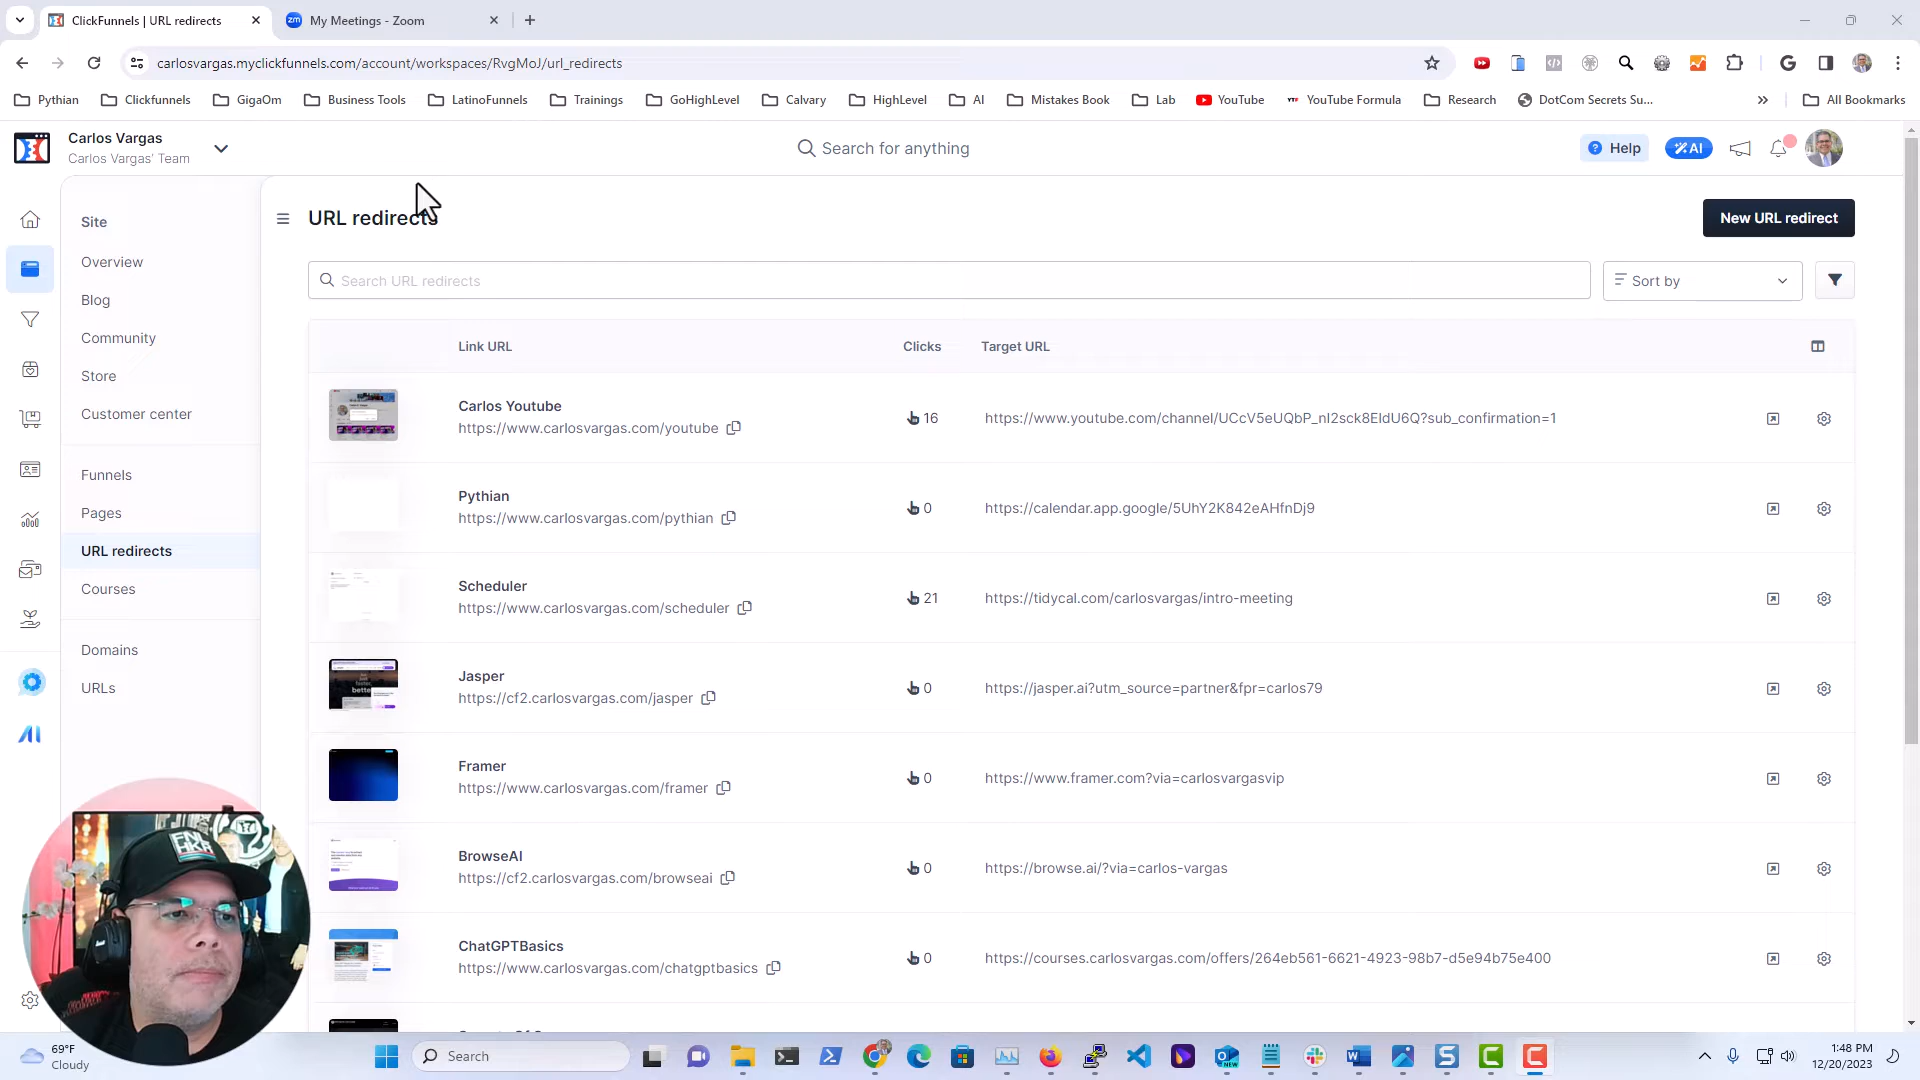 ClickFunnels | URL redirects
zm My Meetings - Zoom
carlosvargas.myclickfunnels.com/account/workspaces/RvgMoJ/url_redirects
Pythian
Clickfunnels
GigaOm
Business Tools
LatinoFunnels
Trainings
GoHighLevel
Calvary
HighLevel
AI
Mistakes Book
Lab
YouTube
YouTube Formula
Research
DotCom Secrets Su...
All Bookmarks
Carlos Vargas
Carlos Vargas' Team
Search for anything
Help
AI
Site
Overview
Blog
Community
Store
Customer center
Funnels
Pages
URL redirects
Courses
Domains
URLs
URL redirects
New URL redirect
Search URL redirects
Sort by
Link URL
Clicks
Target URL
Carlos Youtube
https://www.carlosvargas.com/youtube
16
https://www.youtube.com/channel/UCcV5eUQbP_nI2sck8EIdU6Q?sub_confirmation=1
Pythian
https://www.carlosvargas.com/pythian
0
https://calendar.app.google/5UhY2K842eAHfnDj9
Scheduler
https://www.carlosvargas.com/scheduler
21
https://tidycal.com/carlosvargas/intro-meeting
Jasper
https://cf2.carlosvargas.com/jasper
0
https://jasper.ai?utm_source=partner&fpr=carlos79
Framer
https://www.carlosvargas.com/framer
0
https://www.framer.com?via=carlosvargasvip
BrowseAI
https://cf2.carlosvargas.com/browseai
0
https://browse.ai/?via=carlos-vargas
ChatGPTBasics
https://www.carlosvargas.com/chatgptbasics
0
https://courses.carlosvargas.com/offers/264eb561-6621-4923-98b7-d5e94b75e400
FNL
HKR
69°F
Cloudy
Search
1:48 PM
12/20/2023